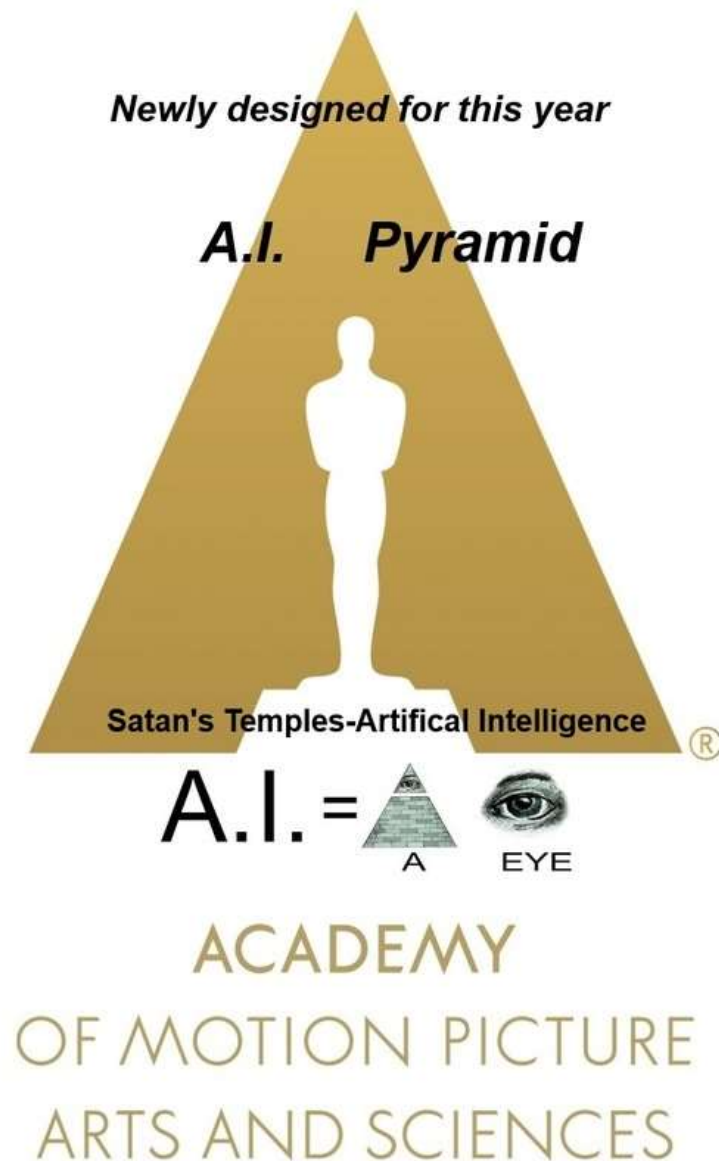 Newly designed for this year
A.I. Pyramid
Satan's Temples-Artifical Intelligence
®
A.I. =
A EYE
ACADEMY
OF MOTION PICTURE
ARTS AND SCIENCES